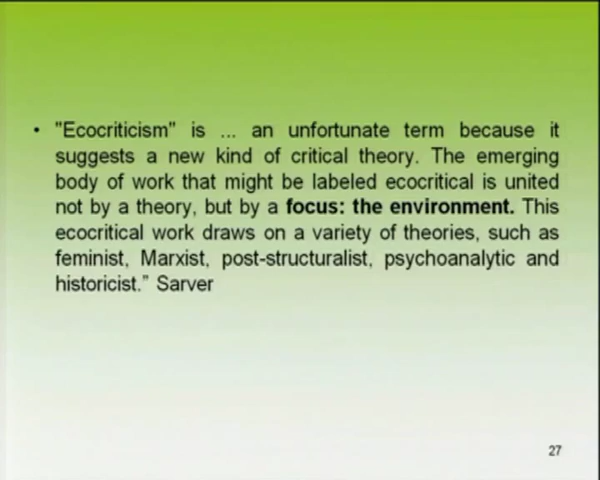 • "Ecocriticism" is ... an unfortunate term because it
suggests a new kind of critical theory. The emerging
body of work that might be labeled ecocritical is united
not by a theory, but by a focus: the environment. This
ecocritical work draws on a variety of theories, such as
feminist, Marxist, post-structuralist, psychoanalytic and
historicist.” Sarver
27